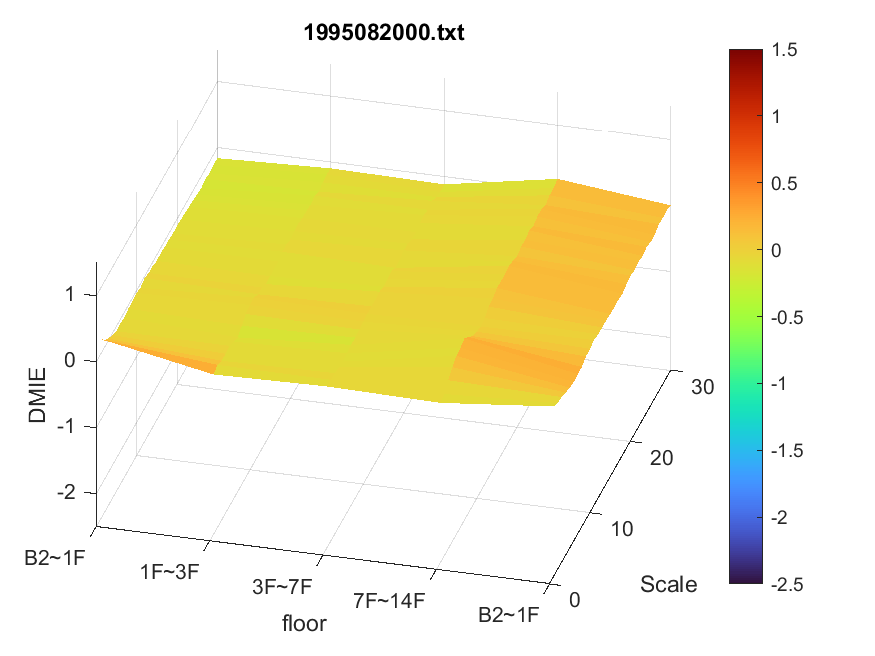 1995082000.txt
1.5
1
0.5
0
-0.5
-1
-1.5
-2
-2.5
1
0
-1
-2
DMIE
B2~1F
1F~3F
3F~7F
7F~14F
B2~1F
floor
0
10
20
30
Scale